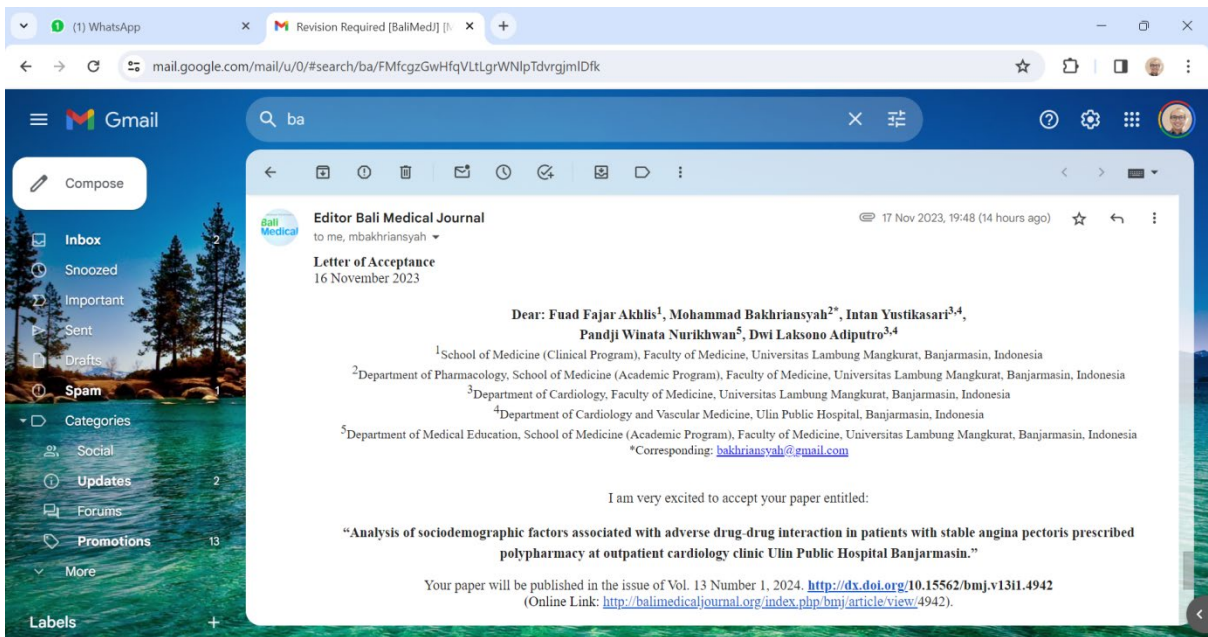 (1) WhatsApp
Revision Required [BaliMedJ] [
mail.google.com/mail/u/0/#search/ba/FMfcgzGwHfqVLtLgrWNlpTdvrgjmlDfk
Gmail
ba
Compose
Inbox 2
Snoozed
Important
Sent
Drafts
Spam 1
Categories
Social
Updates 2
Forums
Promotions 13
More
Labels
Bali
Medical
Editor Bali Medical Journal
17 Nov 2023, 19:48 (14 hours ago)
to me, mbakhriansyah
Letter of Acceptance
16 November 2023
Dear: Fuad Fajar Akhlis1, Mohammad Bakhriansyah2*, Intan Yustikasari3,4,
Pandji Winata Nurikhwan5, Dwi Laksono Adiputro3,4
1School of Medicine (Clinical Program), Faculty of Medicine, Universitas Lambung Mangkurat, Banjarmasin, Indonesia
2Department of Pharmacology, School of Medicine (Academic Program), Faculty of Medicine, Universitas Lambung Mangkurat, Banjarmasin, Indonesia
3Department of Cardiology, Faculty of Medicine, Universitas Lambung Mangkurat, Banjarmasin, Indonesia
4Department of Cardiology and Vascular Medicine, Ulin Public Hospital, Banjarmasin, Indonesia
5Department of Medical Education, School of Medicine (Academic Program), Faculty of Medicine, Universitas Lambung Mangkurat, Banjarmasin, Indonesia
*Corresponding: bakhriansyah@gmail.com
I am very excited to accept your paper entitled:
“Analysis of sociodemographic factors associated with adverse drug-drug interaction in patients with stable angina pectoris prescribed
polypharmacy at outpatient cardiology clinic Ulin Public Hospital Banjarmasin.”
Your paper will be published in the issue of Vol. 13 Number 1, 2024. http://dx.doi.org/10.15562/bmj.v13i1.4942
(Online Link: http://balimedicaljournal.org/index.php/bmj/article/view/4942).